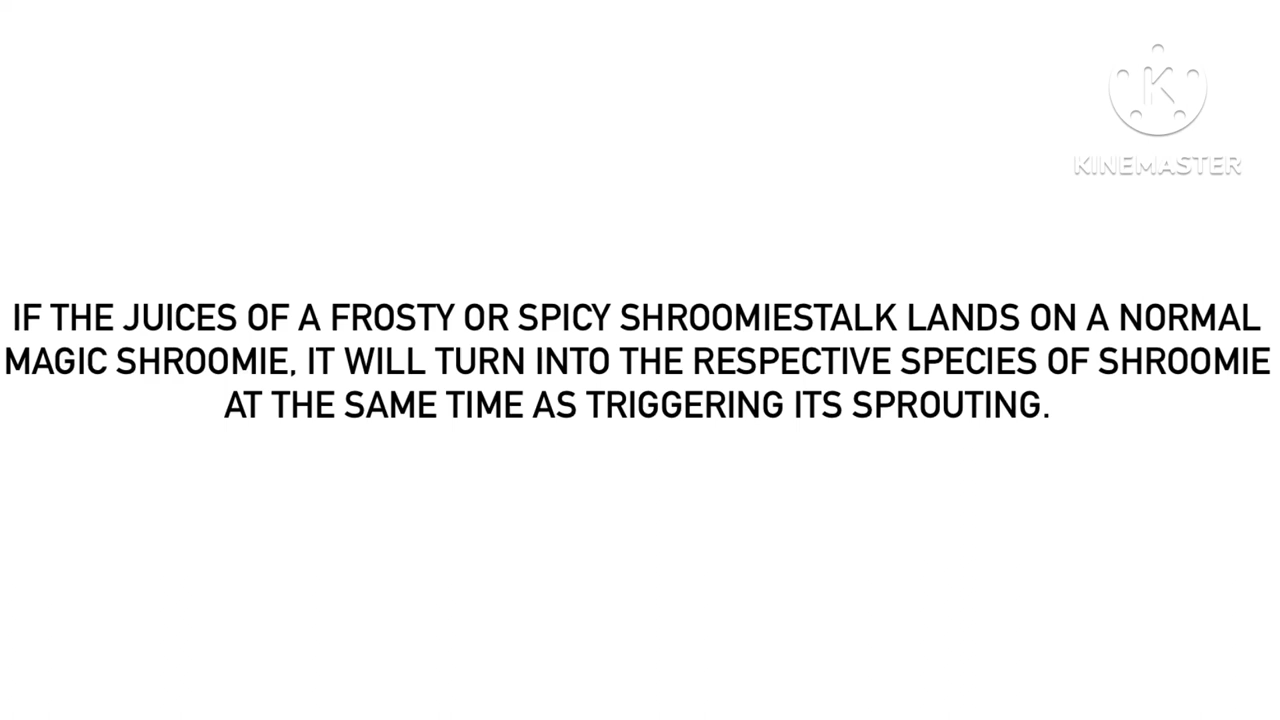 KINEMASTER
IF THE JUICES OF A FROSTY OR SPICY SHROOMIESTALK LANDS ON A NORMAL
MAGIC SHROOMIE, IT WILL TURN INTO THE RESPECTIVE SPECIES OF SHROOMIE
AT THE SAME TIME AS TRIGGERING ITS SPROUTING.